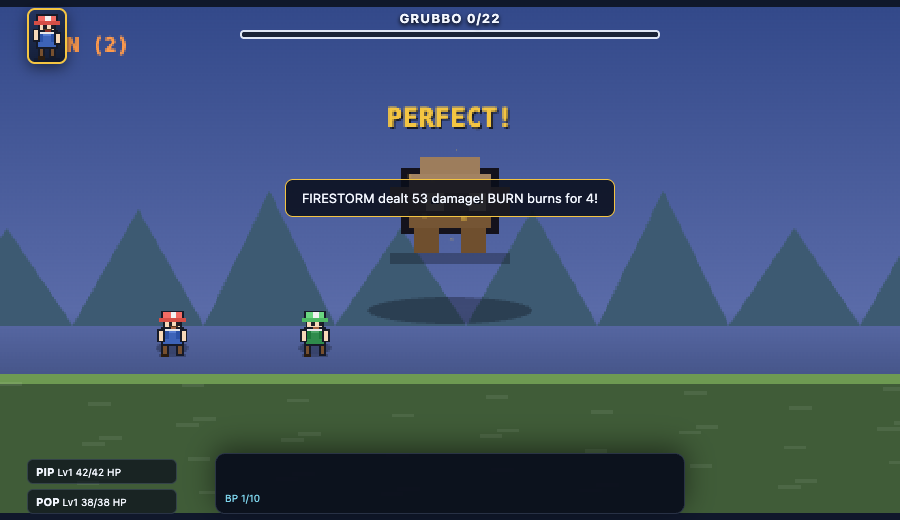 GRUBBO 0/22
N (2)
PERFECT!
FIRESTORM dealt 53 damage! BURN burns for 4!
PIP Lv1 42/42 HP
POP Lv1 38/38 HP
BP 1/10